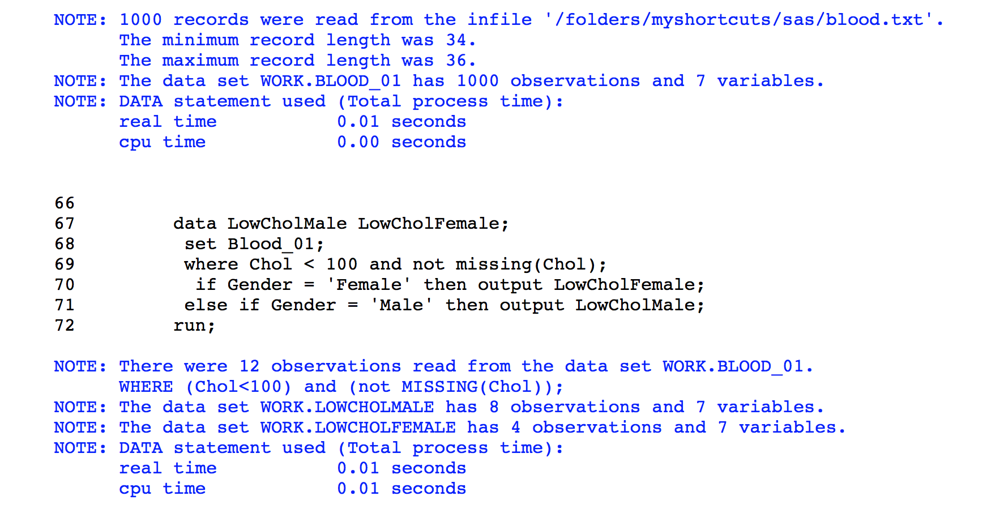 NOTE: 1000 records were read from the infile '/folders/myshortcuts/sas/blood.txt'.
      The minimum record length was 34.
      The maximum record length was 36.
NOTE: The data set WORK.BLOOD_01 has 1000 observations and 7 variables.
NOTE: DATA statement used (Total process time):
      real time           0.01 seconds
      cpu time            0.00 seconds
66
67         data LowCholMale LowCholFemale;
68          set Blood_01;
69          where Chol < 100 and not missing(Chol);
70           if Gender = 'Female' then output LowCholFemale;
71          else if Gender = 'Male' then output LowCholMale;
72         run;
NOTE: There were 12 observations read from the data set WORK.BLOOD_01.
      WHERE (Chol<100) and (not MISSING(Chol));
NOTE: The data set WORK.LOWCHOLMALE has 8 observations and 7 variables.
NOTE: The data set WORK.LOWCHOLFEMALE has 4 observations and 7 variables.
NOTE: DATA statement used (Total process time):
      real time           0.01 seconds
      cpu time            0.01 seconds